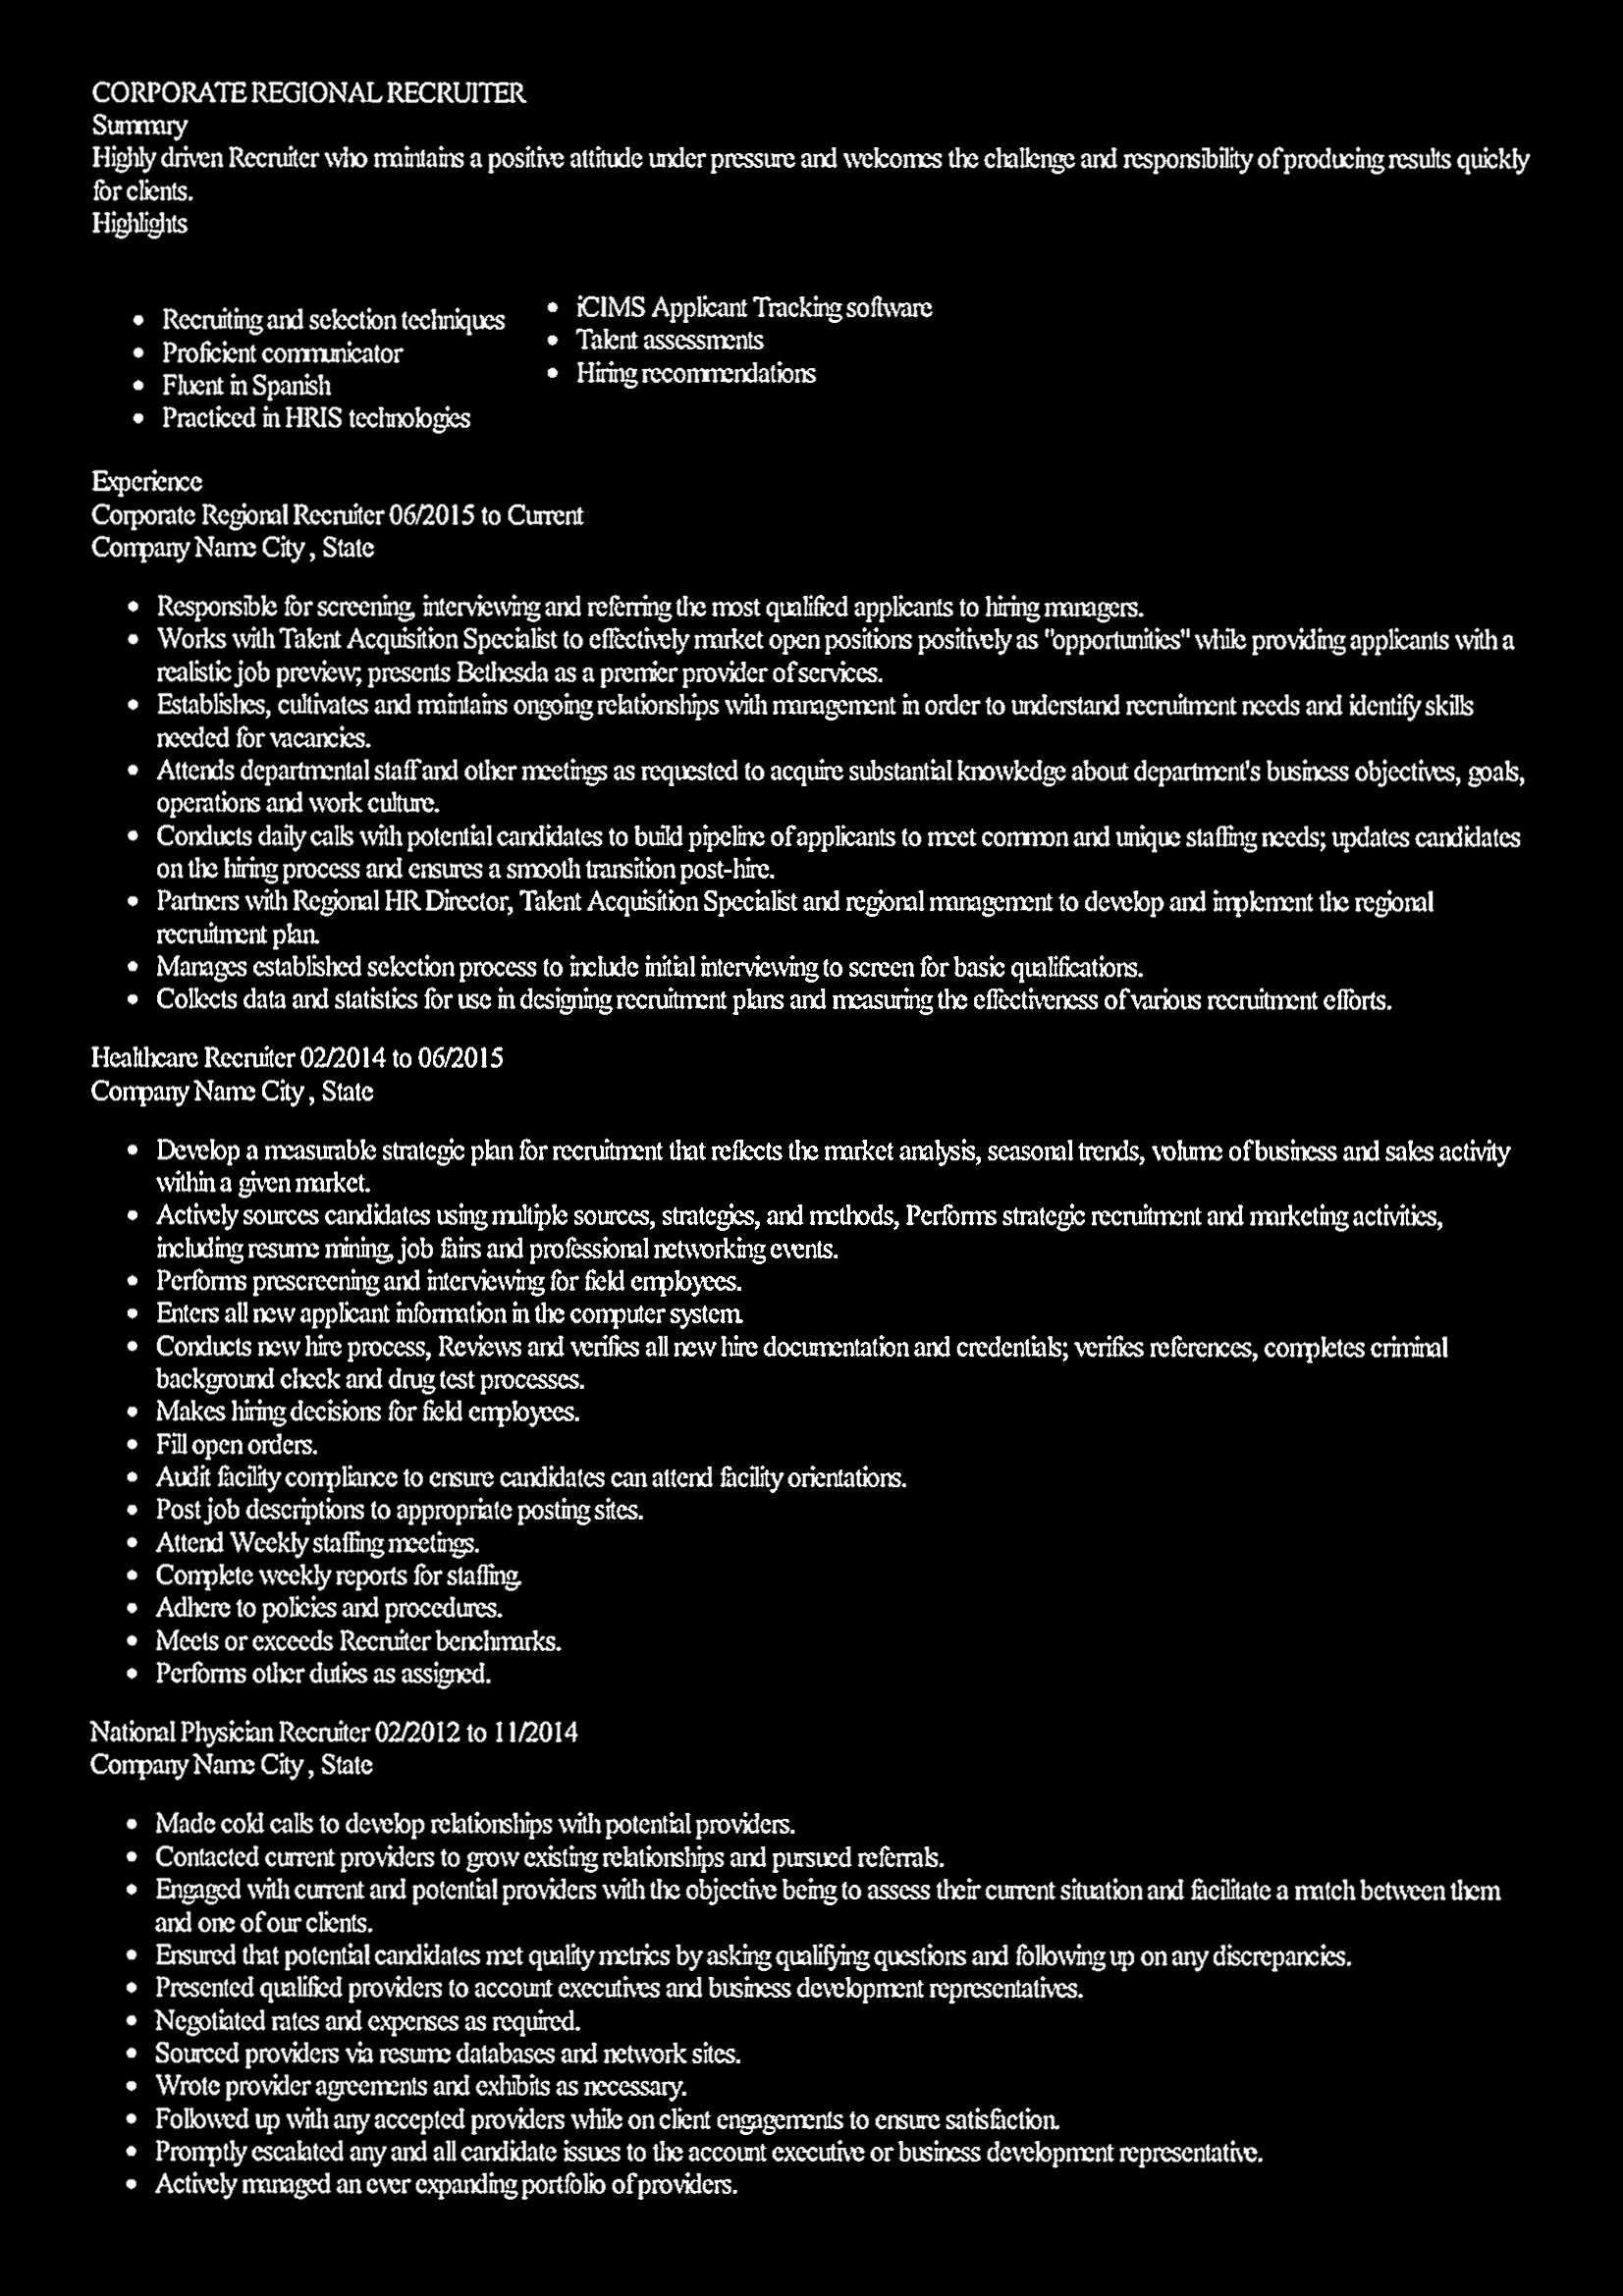 CORPORATE REGIONAL RECRUITER
Summary
Highly driven Recruiter who maintains a positive attitude under pressure and welcomes the challenge and responsibility of producing results quickly
for clients.
Highlights
Recruiting and selection techniques
Proficient communicator
Fluent in Spanish
Practiced in HRIS technologies
iCIMS Applicant Tracking software
Talent assessments
Hiring recommendations
Experience
Corporate Regional Recruiter 06/2015 to Current
Company Name City , State
Responsible for screening, interviewing and referring the most qualified applicants to hiring managers.
Works with Talent Acquisition Specialist to effectively market open positions positively as "opportunities" while providing applicants with a
realistic job preview; presents Bethesda as a premier provider of services.
Establishes, cultivates and maintains ongoing relationships with management in order to understand recruitment needs and identify skills
needed for vacancies.
Attends departmental staff and other meetings as requested to acquire substantial knowledge about department's business objectives, goals,
operations and work culture.
Conducts daily calls with potential candidates to build pipeline of applicants to meet common and unique staffing needs; updates candidates
on the hiring process and ensures a smooth transition post-hire.
Partners with Regional HR Director, Talent Acquisition Specialist and regional management to develop and implement the regional
recruitment plan.
Manages established selection process to include initial interviewing to screen for basic qualifications.
Collects data and statistics for use in designing recruitment plans and measuring the effectiveness of various recruitment efforts.
Healthcare Recruiter 02/2014 to 06/2015
Company Name City , State
Develop a measurable strategic plan for recruitment that reflects the market analysis, seasonal trends, volume of business and sales activity
within a given market.
Actively sources candidates using multiple sources, strategies, and methods, Performs strategic recruitment and marketing activities,
including resume mining, job fairs and professional networking events.
Performs prescreening and interviewing for field employees.
Enters all new applicant information in the computer system.
Conducts new hire process, Reviews and verifies all new hire documentation and credentials; verifies references, completes criminal
background check and drug test processes.
Makes hiring decisions for field employees.
Fill open orders.
Audit facility compliance to ensure candidates can attend facility orientations.
Post job descriptions to appropriate posting sites.
Attend Weekly staffing meetings.
Complete weekly reports for staffing.
Adhere to policies and procedures.
Meets or exceeds Recruiter benchmarks.
Performs other duties as assigned.
National Physician Recruiter 02/2012 to 11/2014
Company Name City , State
Made cold calls to develop relationships with potential providers.
Contacted current providers to grow existing relationships and pursued referrals.
Engaged with current and potential providers with the objective being to assess their current situation and facilitate a match between them
and one of our clients.
Ensured that potential candidates met quality metrics by asking qualifying questions and following up on any discrepancies.
Presented qualified providers to account executives and business development representatives.
Negotiated rates and expenses as required.
Sourced providers via resume databases and network sites.
Wrote provider agreements and exhibits as necessary.
Followed up with any accepted providers while on client engagements to ensure satisfaction.
Promptly escalated any and all candidate issues to the account executive or business development representative.
Actively managed an ever expanding portfolio of providers.